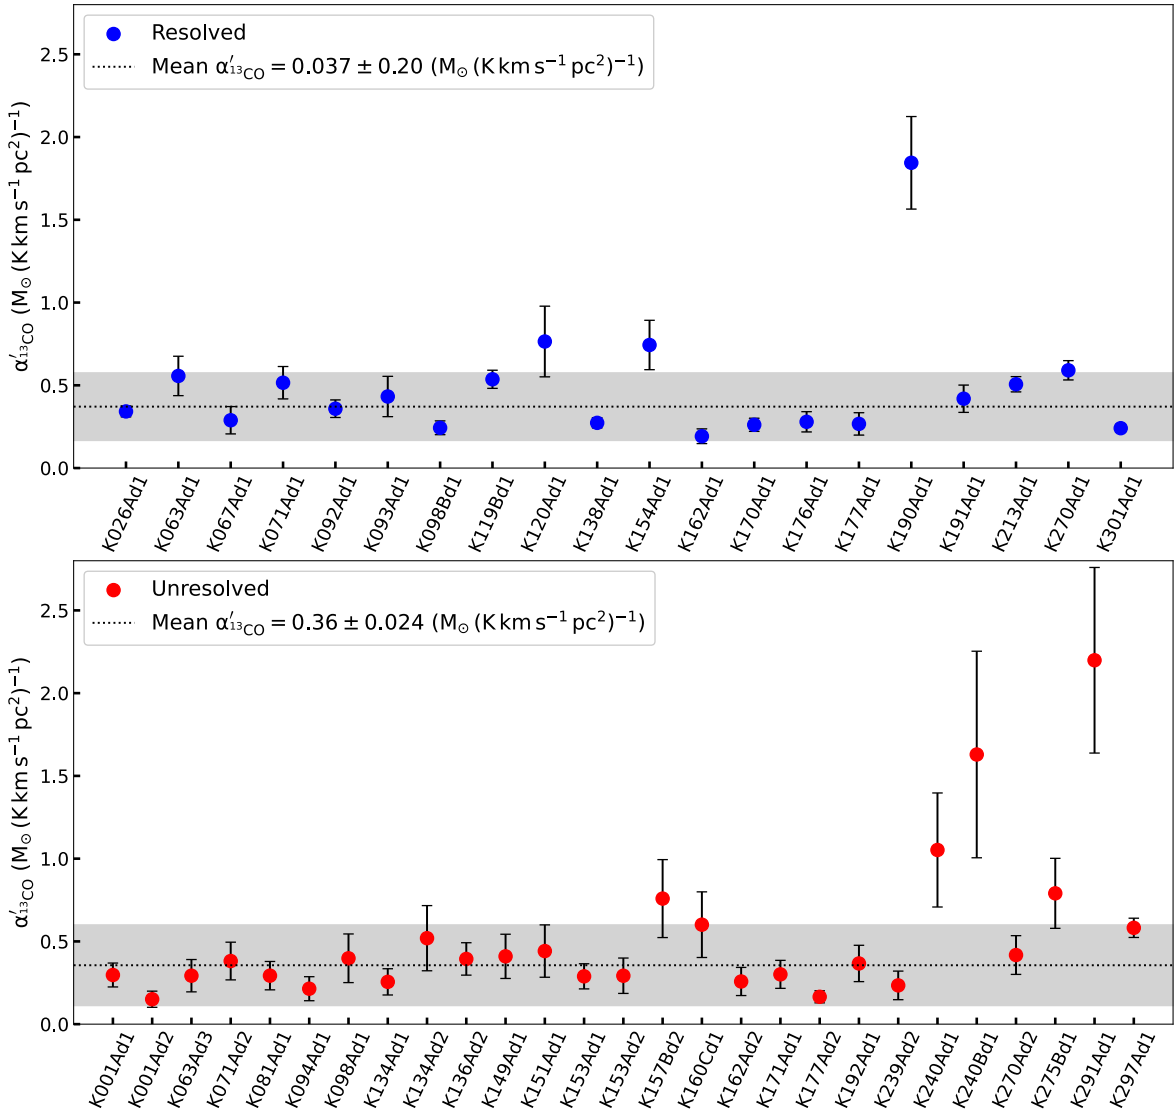 Resolved
Mean α′₁₃CO = 0.037 ± 0.20 (M⊙ (K km s⁻¹ pc²)⁻¹)
α′₁₃CO (M⊙ (K km s⁻¹ pc²)⁻¹)
2.5
2.0
1.5
1.0
0.5
0.0
K026Ad1 K063Ad1 K067Ad1 K071Ad1 K092Ad1 K093Ad1 K098Bd1 K119Bd1 K120Ad1 K138Ad1 K154Ad1 K162Ad1 K170Ad1 K176Ad1 K177Ad1 K190Ad1 K191Ad1 K213Ad1 K270Ad1 K301Ad1
Unresolved
Mean α′₁₃CO = 0.36 ± 0.024 (M⊙ (K km s⁻¹ pc²)⁻¹)
α′₁₃CO (M⊙ (K km s⁻¹ pc²)⁻¹)
2.5
2.0
1.5
1.0
0.5
0.0
K001Ad1 K001Ad2 K063Ad3 K071Ad2 K081Ad1 K094Ad1 K098Ad1 K134Ad1 K134Ad2 K136Ad2 K149Ad1 K151Ad1 K153Ad1 K153Ad2 K157Bd2 K160Cd1 K162Ad2 K171Ad1 K177Ad2 K192Ad1 K239Ad2 K240Ad1 K240Bd1 K270Ad2 K275Bd1 K291Ad1 K297Ad1